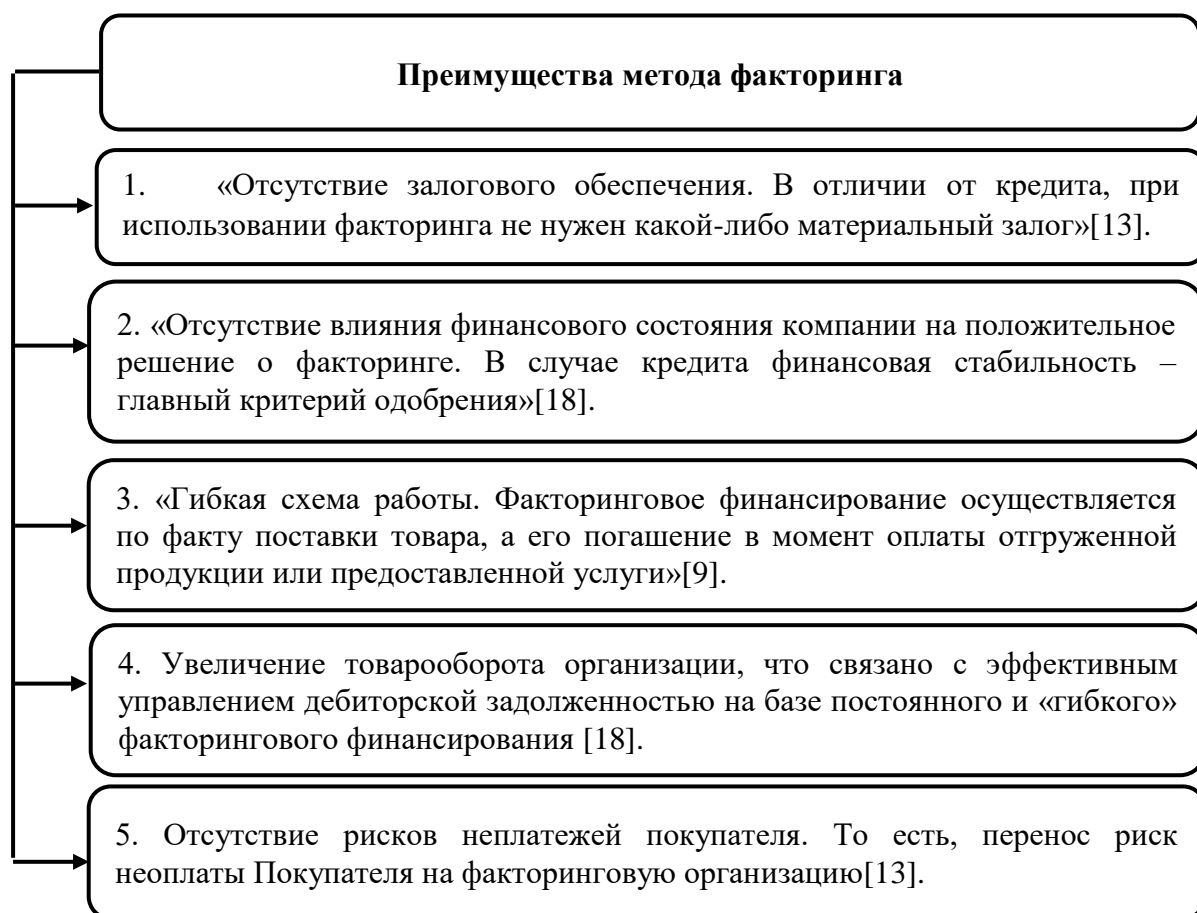 Преимущества метода факторинга
1. «Отсутствие залогового обеспечения. В отличии от кредита, при
использовании факторинга не нужен какой-либо материальный залог»[13].
2. «Отсутствие влияния финансового состояния компании на положительное
решение о факторинге. В случае кредита финансовая стабильность –
главный критерий одобрения»[18].
3. «Гибкая схема работы. Факторинговое финансирование осуществляется
по факту поставки товара, а его погашение в момент оплаты отгруженной
продукции или предоставленной услуги»[9].
4. Увеличение товарооборота организации, что связано с эффективным
управлением дебиторской задолженностью на базе постоянного и «гибкого»
факторингового финансирования [18].
5. Отсутствие рисков неплатежей покупателя. То есть, перенос риск
неоплаты Покупателя на факторинговую организацию[13].